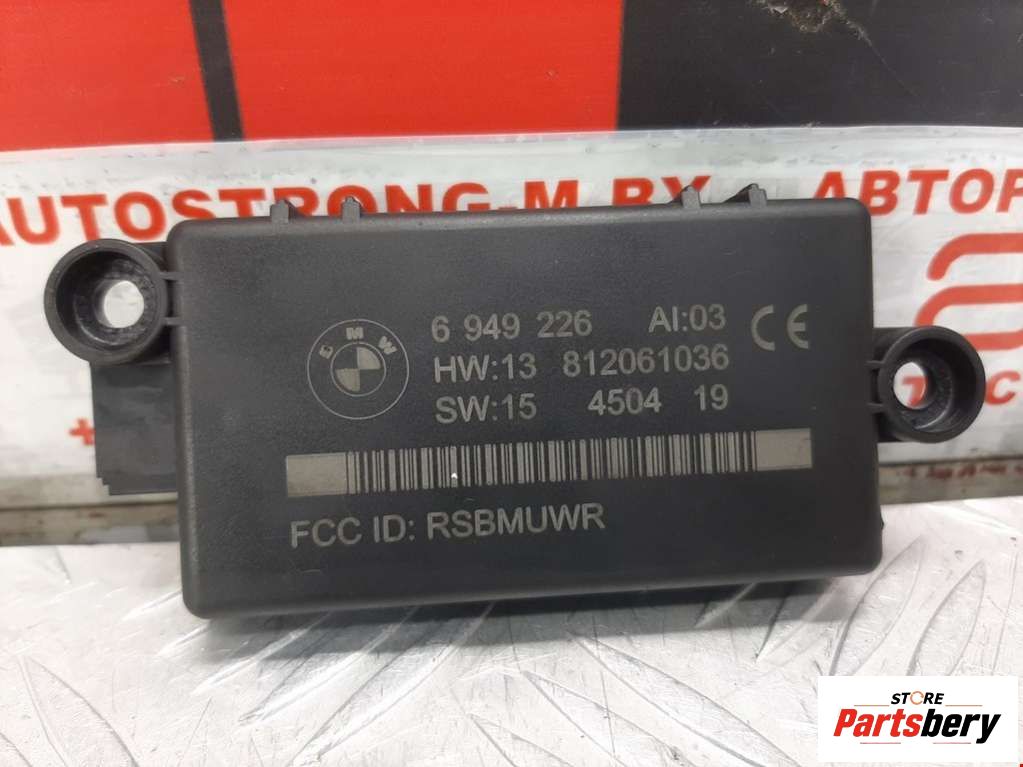 AUTOSTRONG-M.BY
АВТОР
BMW
6 949 226 AI:03 CE
HW:13 812061036
SW:15 4504 19
FCC ID: RSBMUWR
STORE
Partsbery